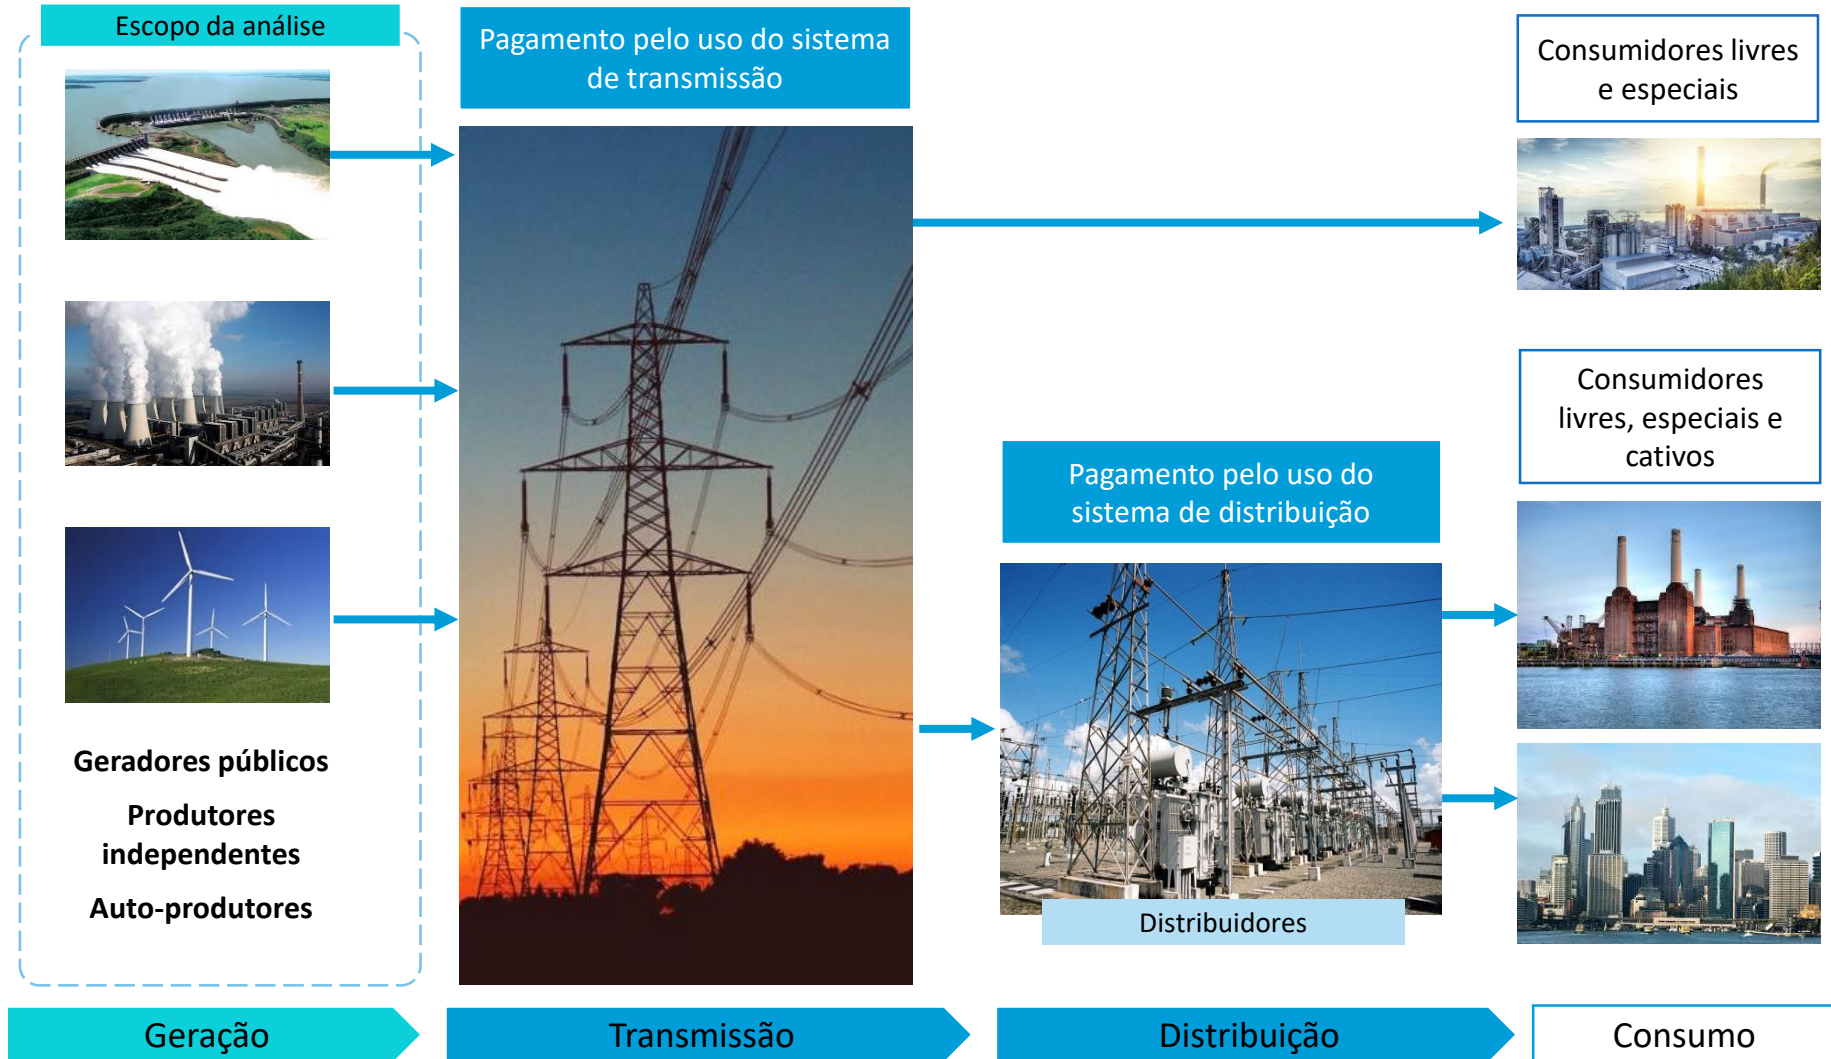 Escopo da análise
Pagamento pelo uso do sistema
de transmissão
Consumidores livres
e especiais
Consumidores
livres, especiais e
cativos
Pagamento pelo uso do
sistema de distribuição
Geradores públicos
Produtores
independentes
Auto-produtores
Distribuidores
Geração
Transmissão
Distribuição
Consumo